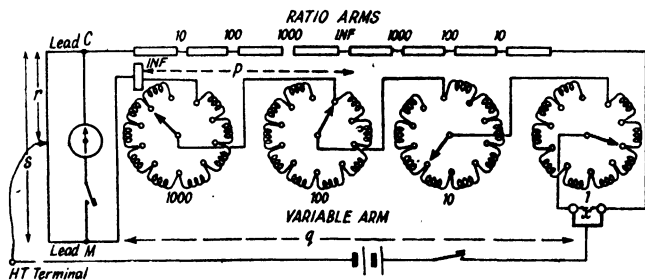 RATIO ARMS
Lead C 10 100 1000 INF 1000 100 10
INF p
r
s
1000 100 10 1
x
VARIABLE ARM
Lead M q
HT Terminal